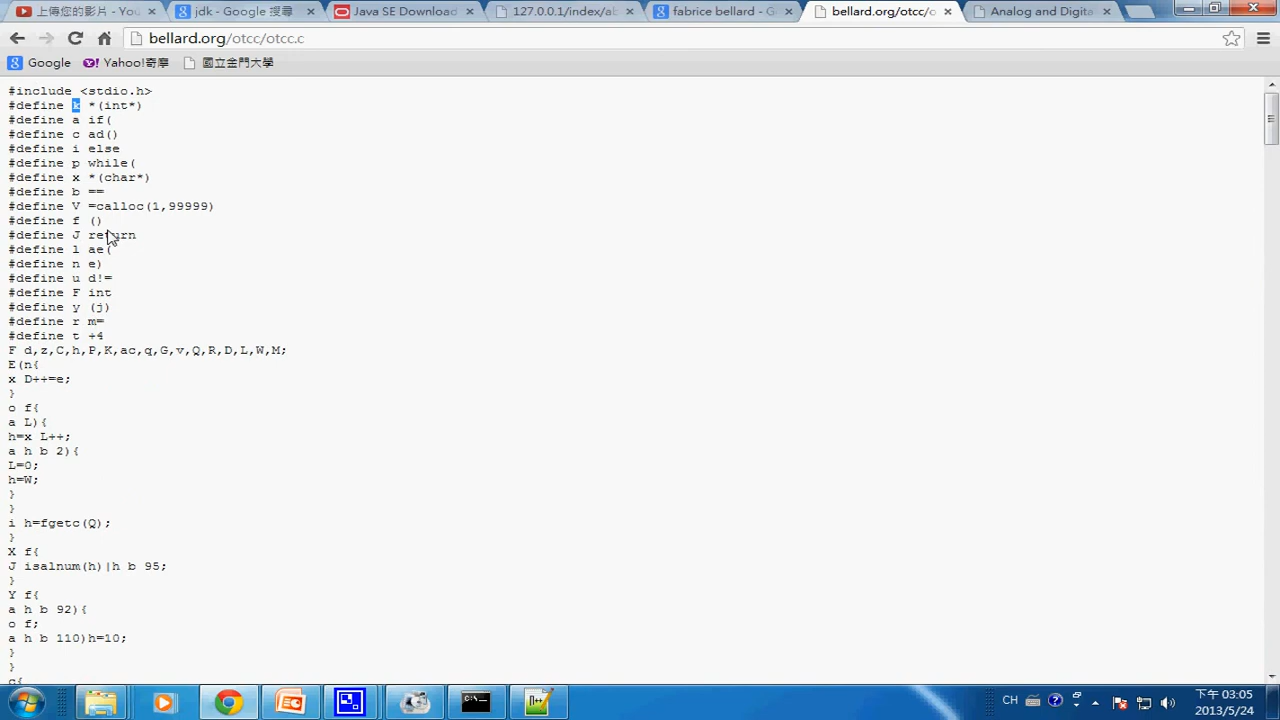 上傳您的影片 - You
jdk - Google 搜尋
Java SE Download
127.0.0.1/index/ab
fabrice bellard - G
bellard.org/otcc/o
Analog and Digita
bellard.org/otcc/otcc.c
Google Yahoo!奇摩 國立金門大學
#include <stdio.h>
#define k *(int*)
#define a if(
#define c ad()
#define i else
#define p while(
#define x *(char*)
#define b ==
#define V =calloc(1,99999)
#define f ()
#define J return
#define l ae(
#define n e)
#define u d!=
#define F int
#define y (j)
#define r m=
#define t +4
F d,z,C,h,P,K,ac,q,G,v,Q,R,D,L,W,M;
E(n{
x D++=e;
}
o f{
a L){
h=x L++;
a h b 2){
L=0;
h=W;
}
}
i h=fgetc(Q);
}
X f{
J isalnum(h)|h b 95;
}
Y f{
a h b 92){
o f;
a h b 110)h=10;
}
}
c{
CH
下午 03:05
2013/5/24